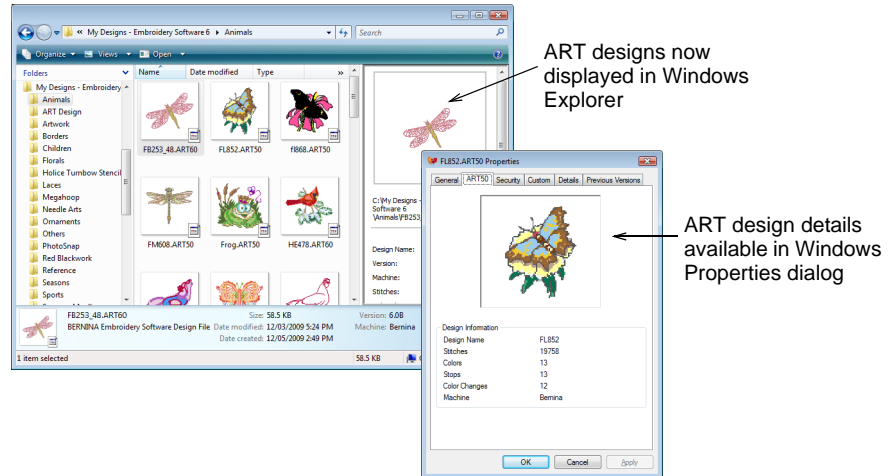 « My Designs - Embroidery Software 6 ▸ Animals
Search
Organize Views Open
Folders
Name Date modified Type »
My Designs - Embroidery
Animals
ART Design
Artwork
Borders
Children
Florals
Holice Turnbow Stencil
Laces
Megahoop
Needle Arts
Ornaments
Others
PhotoSnap
Red Blackwork
Reference
Seasons
Sports
FB253_48.ART60
FL852.ART50
fl868.ART50
FM608.ART50
Frog.ART50
HE478.ART60
C:\My Designs -
Software 6
\Animals\FB253_
Design Name:
Version:
Machine:
Stitches:
FB253_48.ART60
BERNINA Embroidery Software Design File
Size: 58.5 KB
Date modified: 12/03/2009 5:24 PM
Date created: 12/05/2009 2:49 PM
Version: 6.0B
Machine: Bernina
1 item selected
58.5 KB
FL852.ART50 Properties
General ART50 Security Custom Details Previous Versions
Design Information
Design Name FL852
Stitches 19758
Colors 13
Stops 13
Color Changes 12
Machine Bernina
OK Cancel Apply
ART designs now
displayed in Windows
Explorer
ART design details
available in Windows
Properties dialog